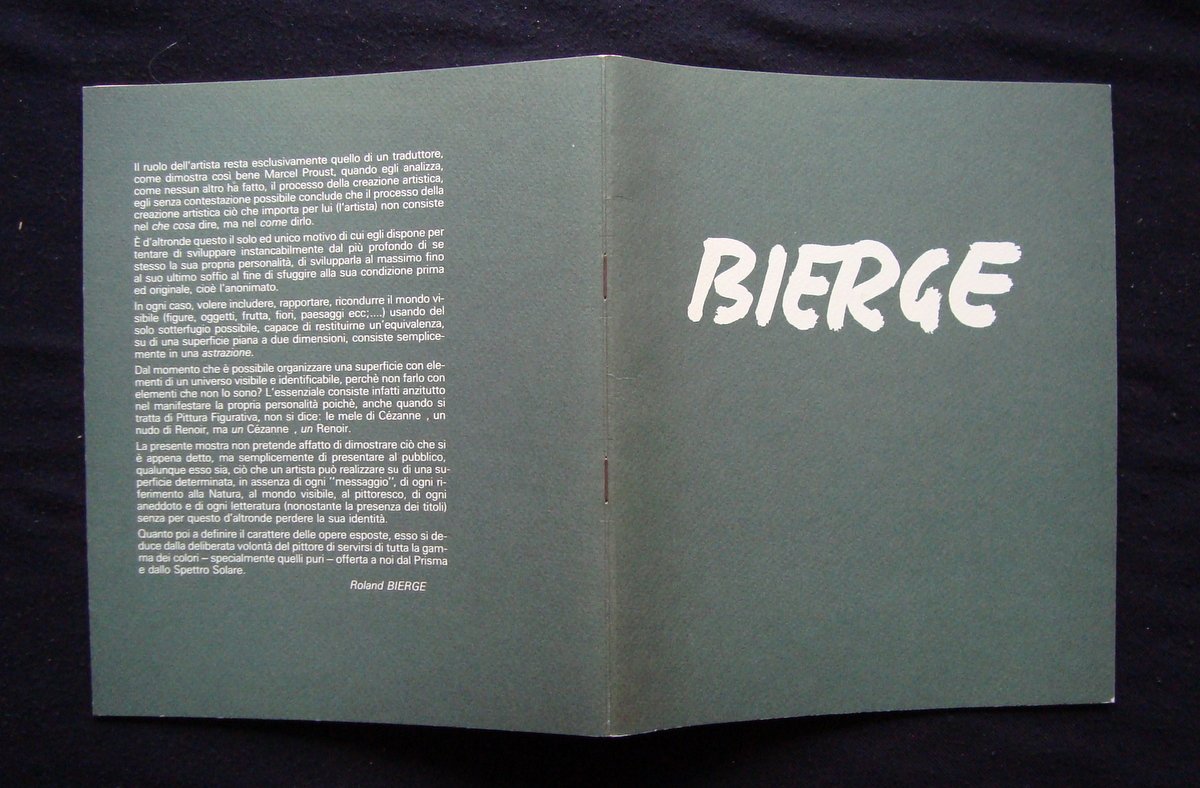 Il ruolo dell'artista resta esclusivamente quello di un traduttore,
come dimostra così bene Marcel Proust, quando egli analizza,
come nessun altro ha fatto, il processo della creazione artistica,
egli senza contestazione possibile conclude che il processo della
creazione artistica ciò che importa per lui (l'artista) non consiste
nel che cosa dire, ma nel come dirlo.
È d'altronde questo il solo ed unico motivo di cui egli dispone per
tentare di sviluppare instancabilmente dal più profondo di se
stesso la sua propria personalità, di svilupparla al massimo fino
al suo ultimo soffio al fine di sfuggire alla sua condizione prima
ed originale, cioè l'anonimato.
In ogni caso, volere includere, rapportare, ricondurre il mondo vi-
sibile (figure, oggetti, frutta, fiori, paesaggi ecc;....) usando del
solo sotterfugio possibile, capace di restituirne un'equivalenza,
su di una superficie piana a due dimensioni, consiste semplice-
mente in una astrazione.
Dal momento che è possibile organizzare una superficie con ele-
menti di un universo visibile e identificabile, perchè non farlo con
elementi che non lo sono? L'essenziale consiste infatti anzitutto
nel manifestare la propria personalità poichè, anche quando si
tratta di Pittura Figurativa, non si dice: le mele di Cézanne , un
nudo di Renoir, ma un Cézanne , un Renoir.
La presente mostra non pretende affatto di dimostrare ciò che si
è appena detto, ma semplicemente di presentare al pubblico,
qualunque esso sia, ciò che un artista può realizzare su di una su-
perficie determinata, in assenza di ogni "messaggio", di ogni ri-
ferimento alla Natura, al mondo visibile, al pittoresco, di ogni
aneddoto e di ogni letteratura (nonostante la presenza dei titoli)
senza per questo d'altronde perdere la sua identità.
Quanto poi a definire il carattere delle opere esposte, esso si de-
duce dalla deliberata volontà del pittore di servirsi di tutta la gam-
ma dei colori – specialmente quelli puri – offerta a noi dal Prisma
e dallo Spettro Solare.
Roland BIERGE
BIERGE